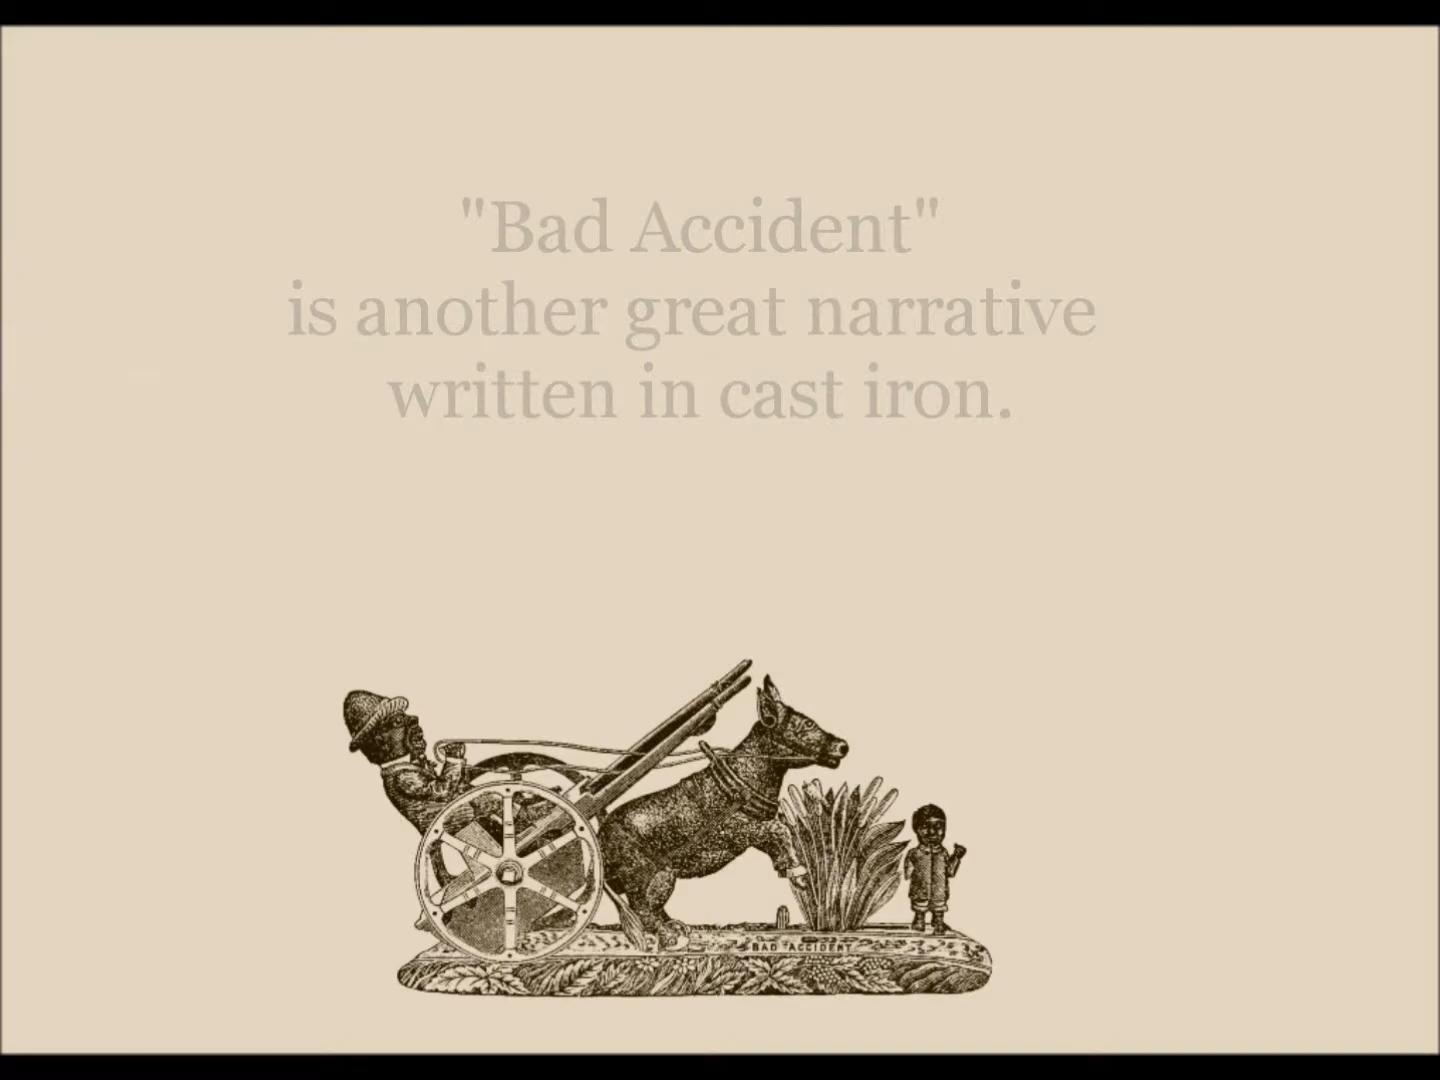 "Bad Accident"
is another great narrative
written in cast iron.
BAD ACCIDENT